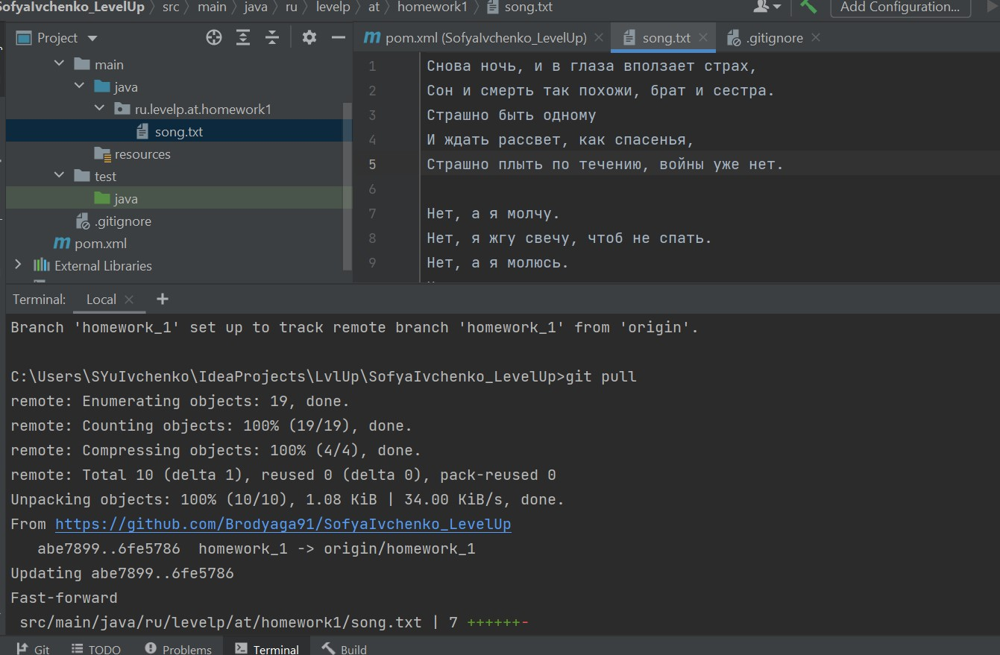 SofyaIvchenko_LevelUp src main java ru levelp at homework1 song.txt Add Configuration...
Project
pom.xml (SofyaIvchenko_LevelUp) song.txt .gitignore
main
java
ru.levelp.at.homework1
song.txt
resources
test
java
.gitignore
pom.xml
External Libraries
1 Снова ночь, и в глаза вползает страх,
2 Сон и смерть так похожи, брат и сестра.
3 Страшно быть одному
4 И ждать рассвет, как спасенья,
5 Страшно плыть по течению, войны уже нет.
6
7 Нет, а я молчу.
8 Нет, я жгу свечу, чтоб не спать.
9 Нет, а я молюсь.
Terminal: Local
Branch 'homework_1' set up to track remote branch 'homework_1' from 'origin'.
C:\Users\SYuIvchenko\IdeaProjects\LvlUp\SofyaIvchenko_LevelUp>git pull
remote: Enumerating objects: 19, done.
remote: Counting objects: 100% (19/19), done.
remote: Compressing objects: 100% (4/4), done.
remote: Total 10 (delta 1), reused 0 (delta 0), pack-reused 0
Unpacking objects: 100% (10/10), 1.08 KiB | 34.00 KiB/s, done.
From https://github.com/Brodyaga91/SofyaIvchenko_LevelUp
abe7899..6fe5786 homework_1 -> origin/homework_1
Updating abe7899..6fe5786
Fast-forward
src/main/java/ru/levelp/at/homework1/song.txt | 7 ++++++-
Git TODO Problems Terminal Build